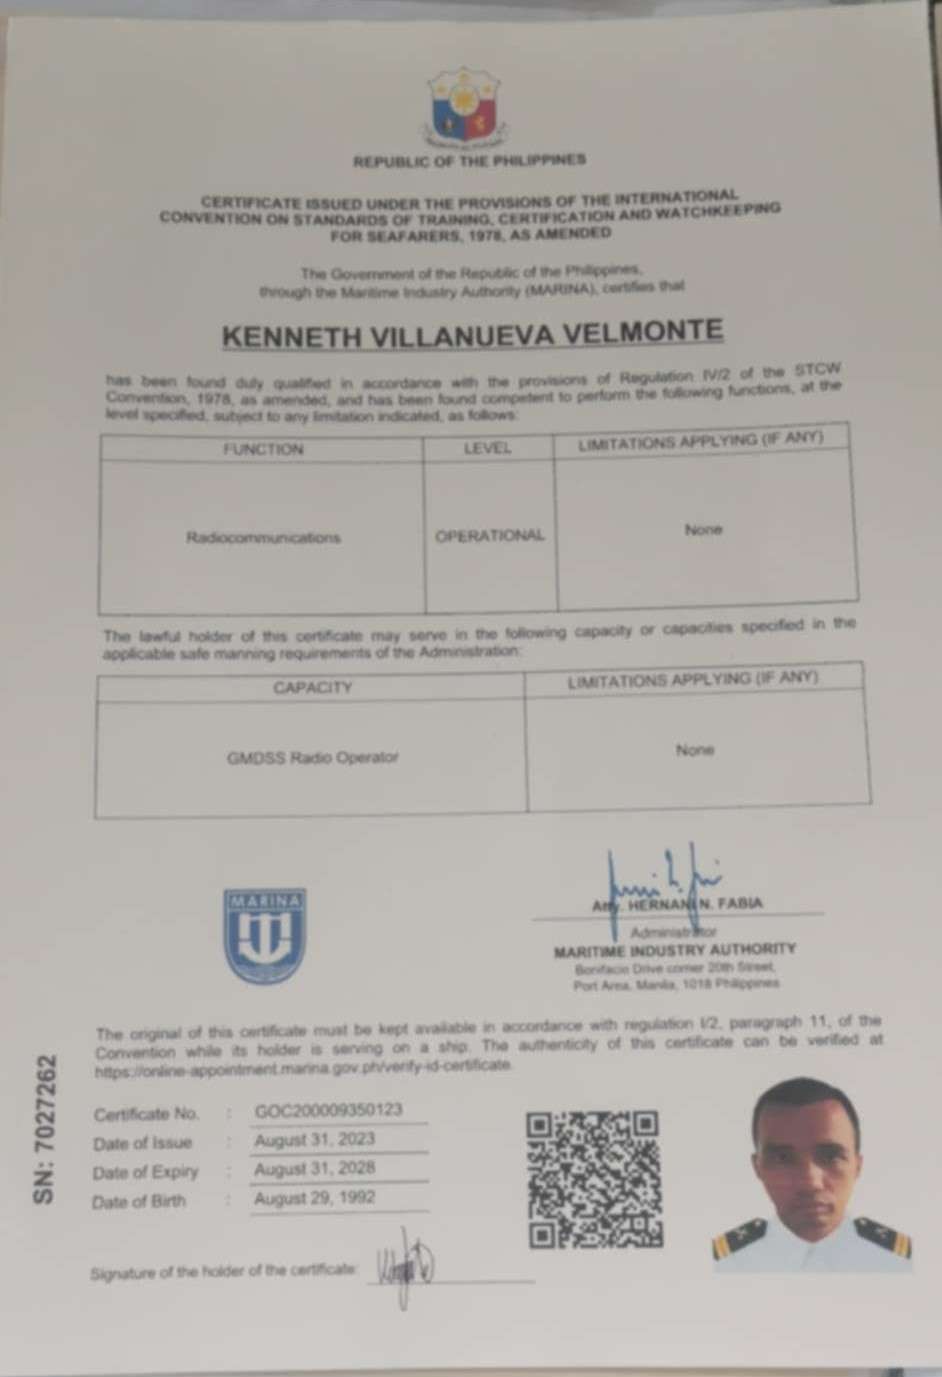 REPUBLIC OF THE PHILIPPINES
CERTIFICATE ISSUED UNDER THE PROVISIONS OF THE INTERNATIONAL
CONVENTION ON STANDARDS OF TRAINING, CERTIFICATION AND WATCHKEEPING
FOR SEAFARERS, 1978, AS AMENDED
The Government of the Republic of the Philippines,
through the Maritime Industry Authority (MARINA), certifies that
KENNETH VILLANUEVA VELMONTE
has been found duly qualified in accordance with the provisions of Regulation IV/2 of the STCW
Convention, 1978, as amended, and has been found competent to perform the following functions, at the
level specified, subject to any limitation indicated, as follows:
FUNCTION LEVEL LIMITATIONS APPLYING (IF ANY)
Radiocommunications OPERATIONAL None
The lawful holder of this certificate may serve in the following capacity or capacities specified in the
applicable safe manning requirements of the Administration:
CAPACITY LIMITATIONS APPLYING (IF ANY)
GMDSS Radio Operator None
MARINA
Atty. HERNANI N. FABIA
Administrator
MARITIME INDUSTRY AUTHORITY
Bonifacio Drive corner 20th Street,
Port Area, Manila, 1018 Philippines
The original of this certificate must be kept available in accordance with regulation I/2, paragraph 11, of the
Convention while its holder is serving on a ship. The authenticity of this certificate can be verified at
https://online-appointment.marina.gov.ph/verify-id-certificate.
SN: 7027262
Certificate No. : GOC200009350123
Date of Issue : August 31, 2023
Date of Expiry : August 31, 2028
Date of Birth : August 29, 1992
Signature of the holder of the certificate: